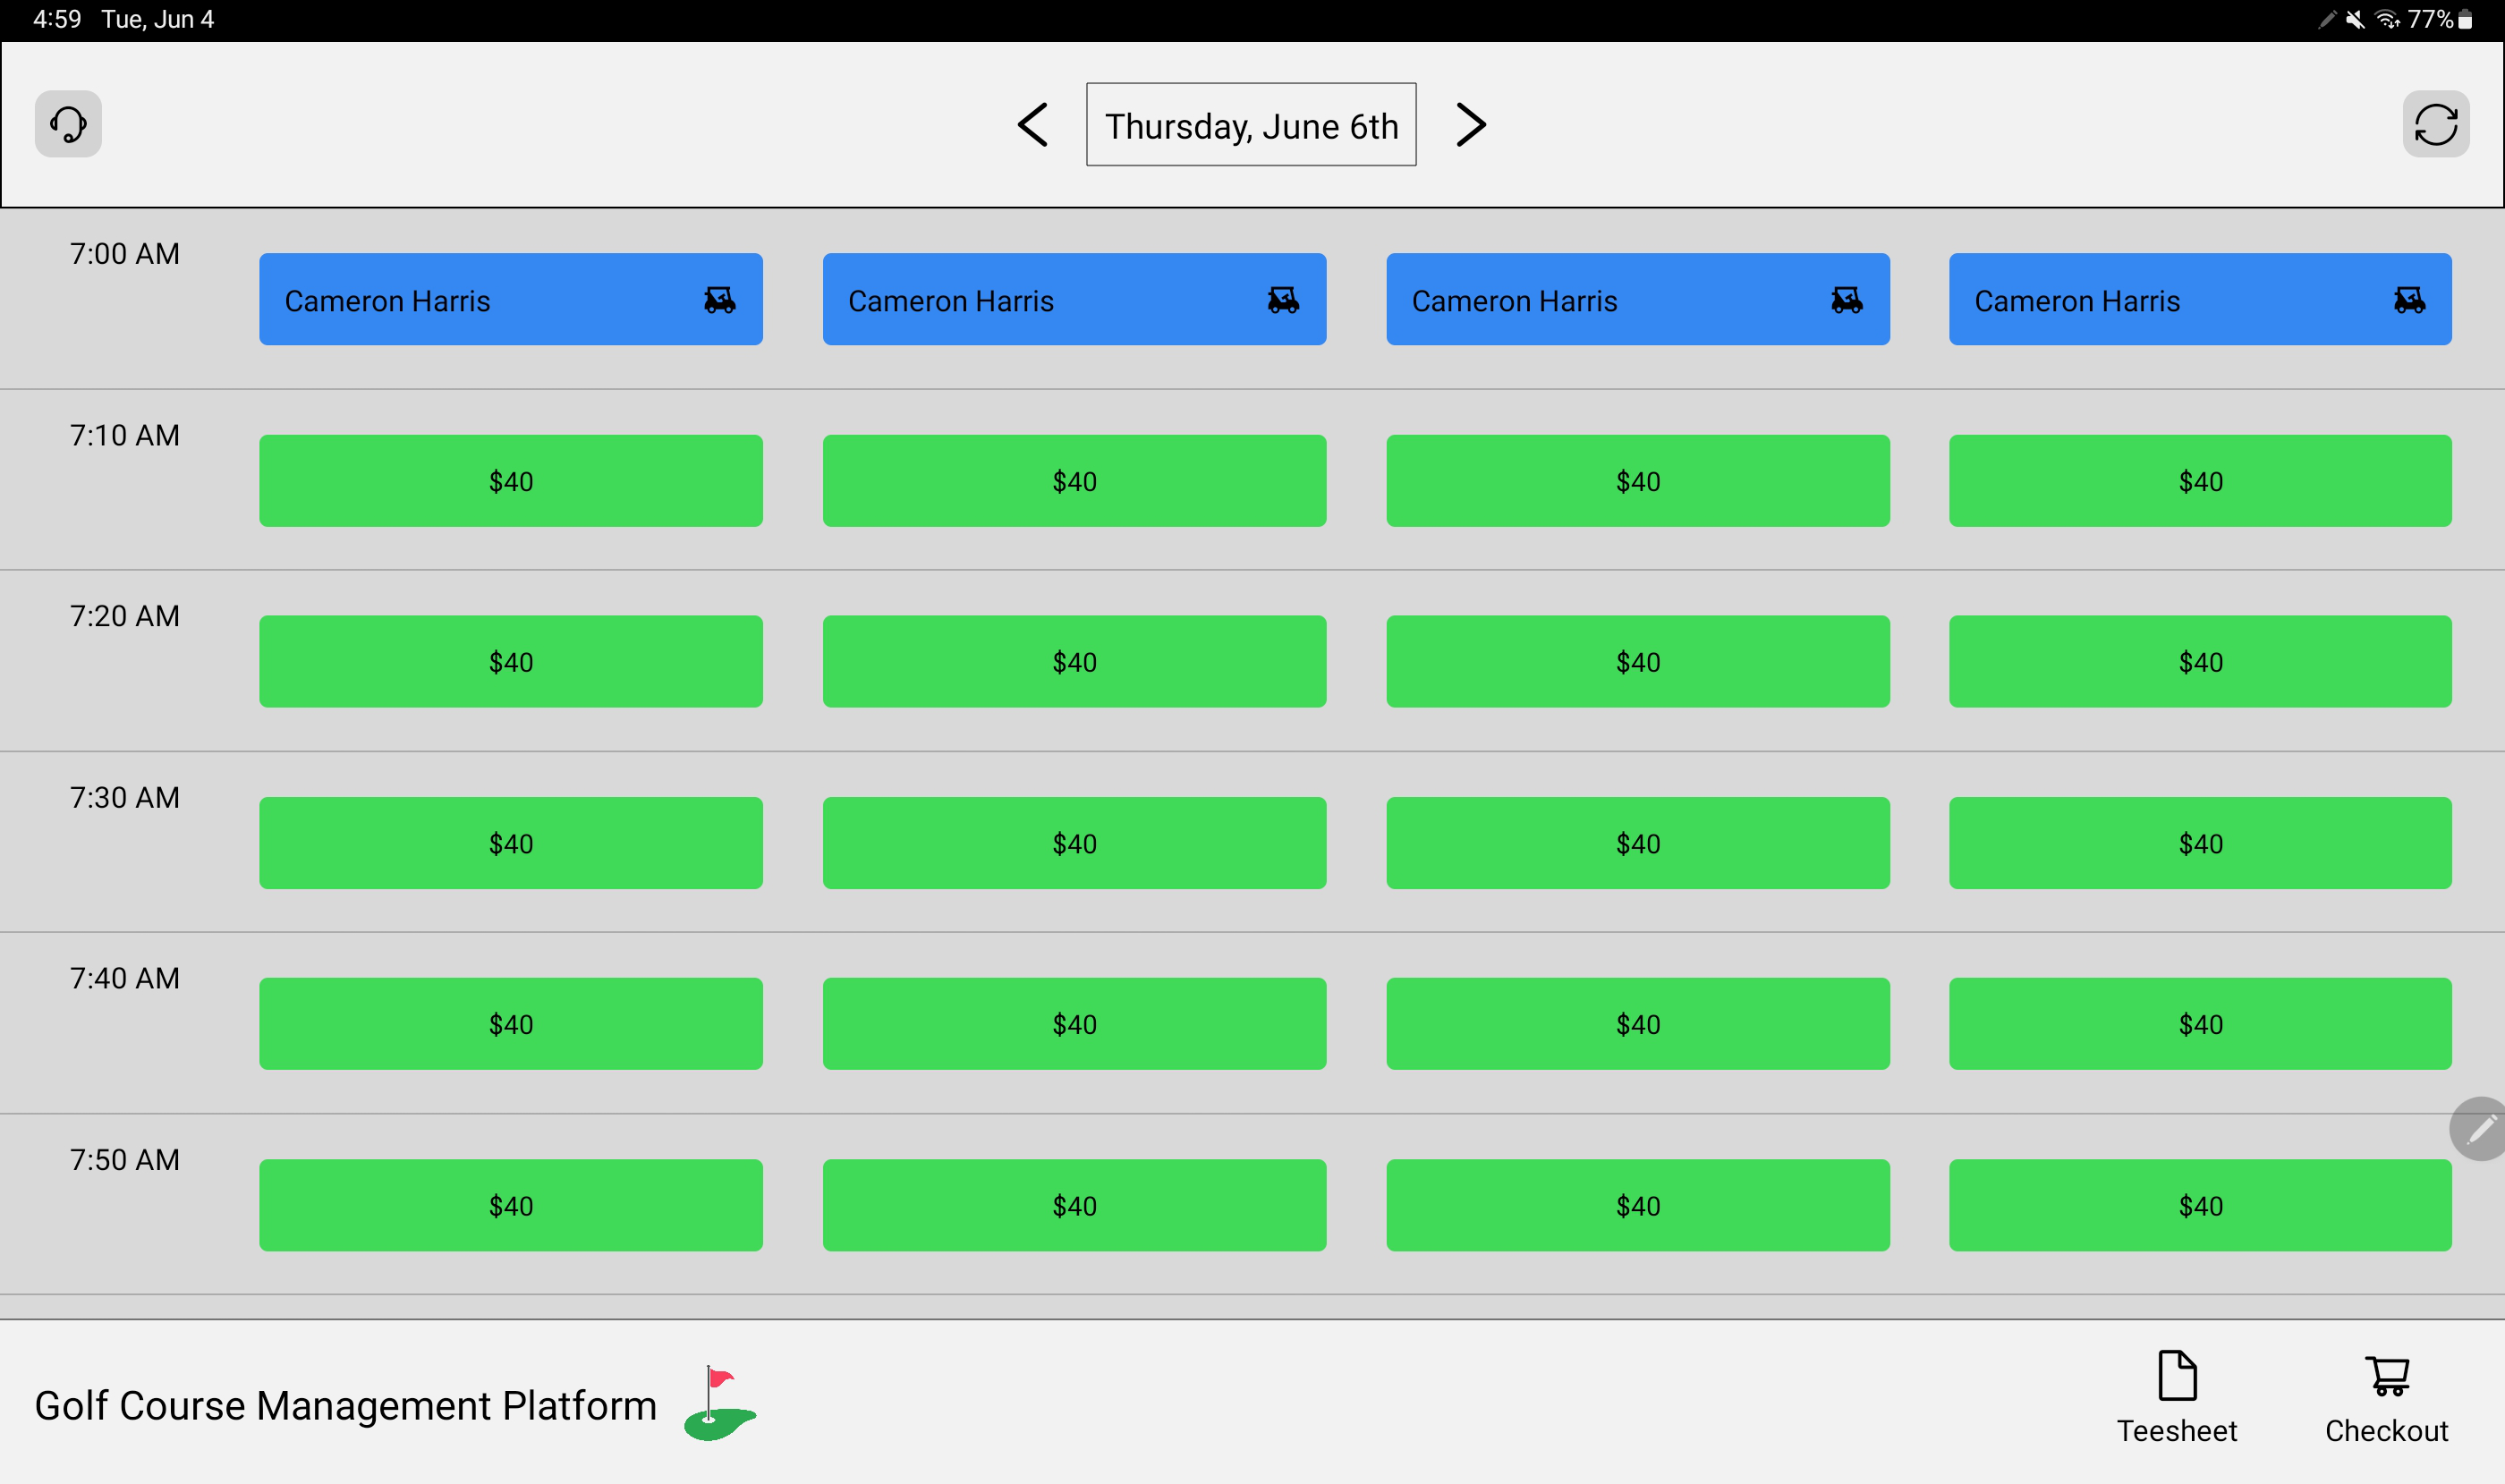 4:59 Tue, Jun 4 77%
Thursday, June 6th
7:00 AM Cameron Harris Cameron Harris Cameron Harris Cameron Harris
7:10 AM $40 $40 $40 $40
7:20 AM $40 $40 $40 $40
7:30 AM $40 $40 $40 $40
7:40 AM $40 $40 $40 $40
7:50 AM $40 $40 $40 $40
Golf Course Management Platform Teesheet Checkout